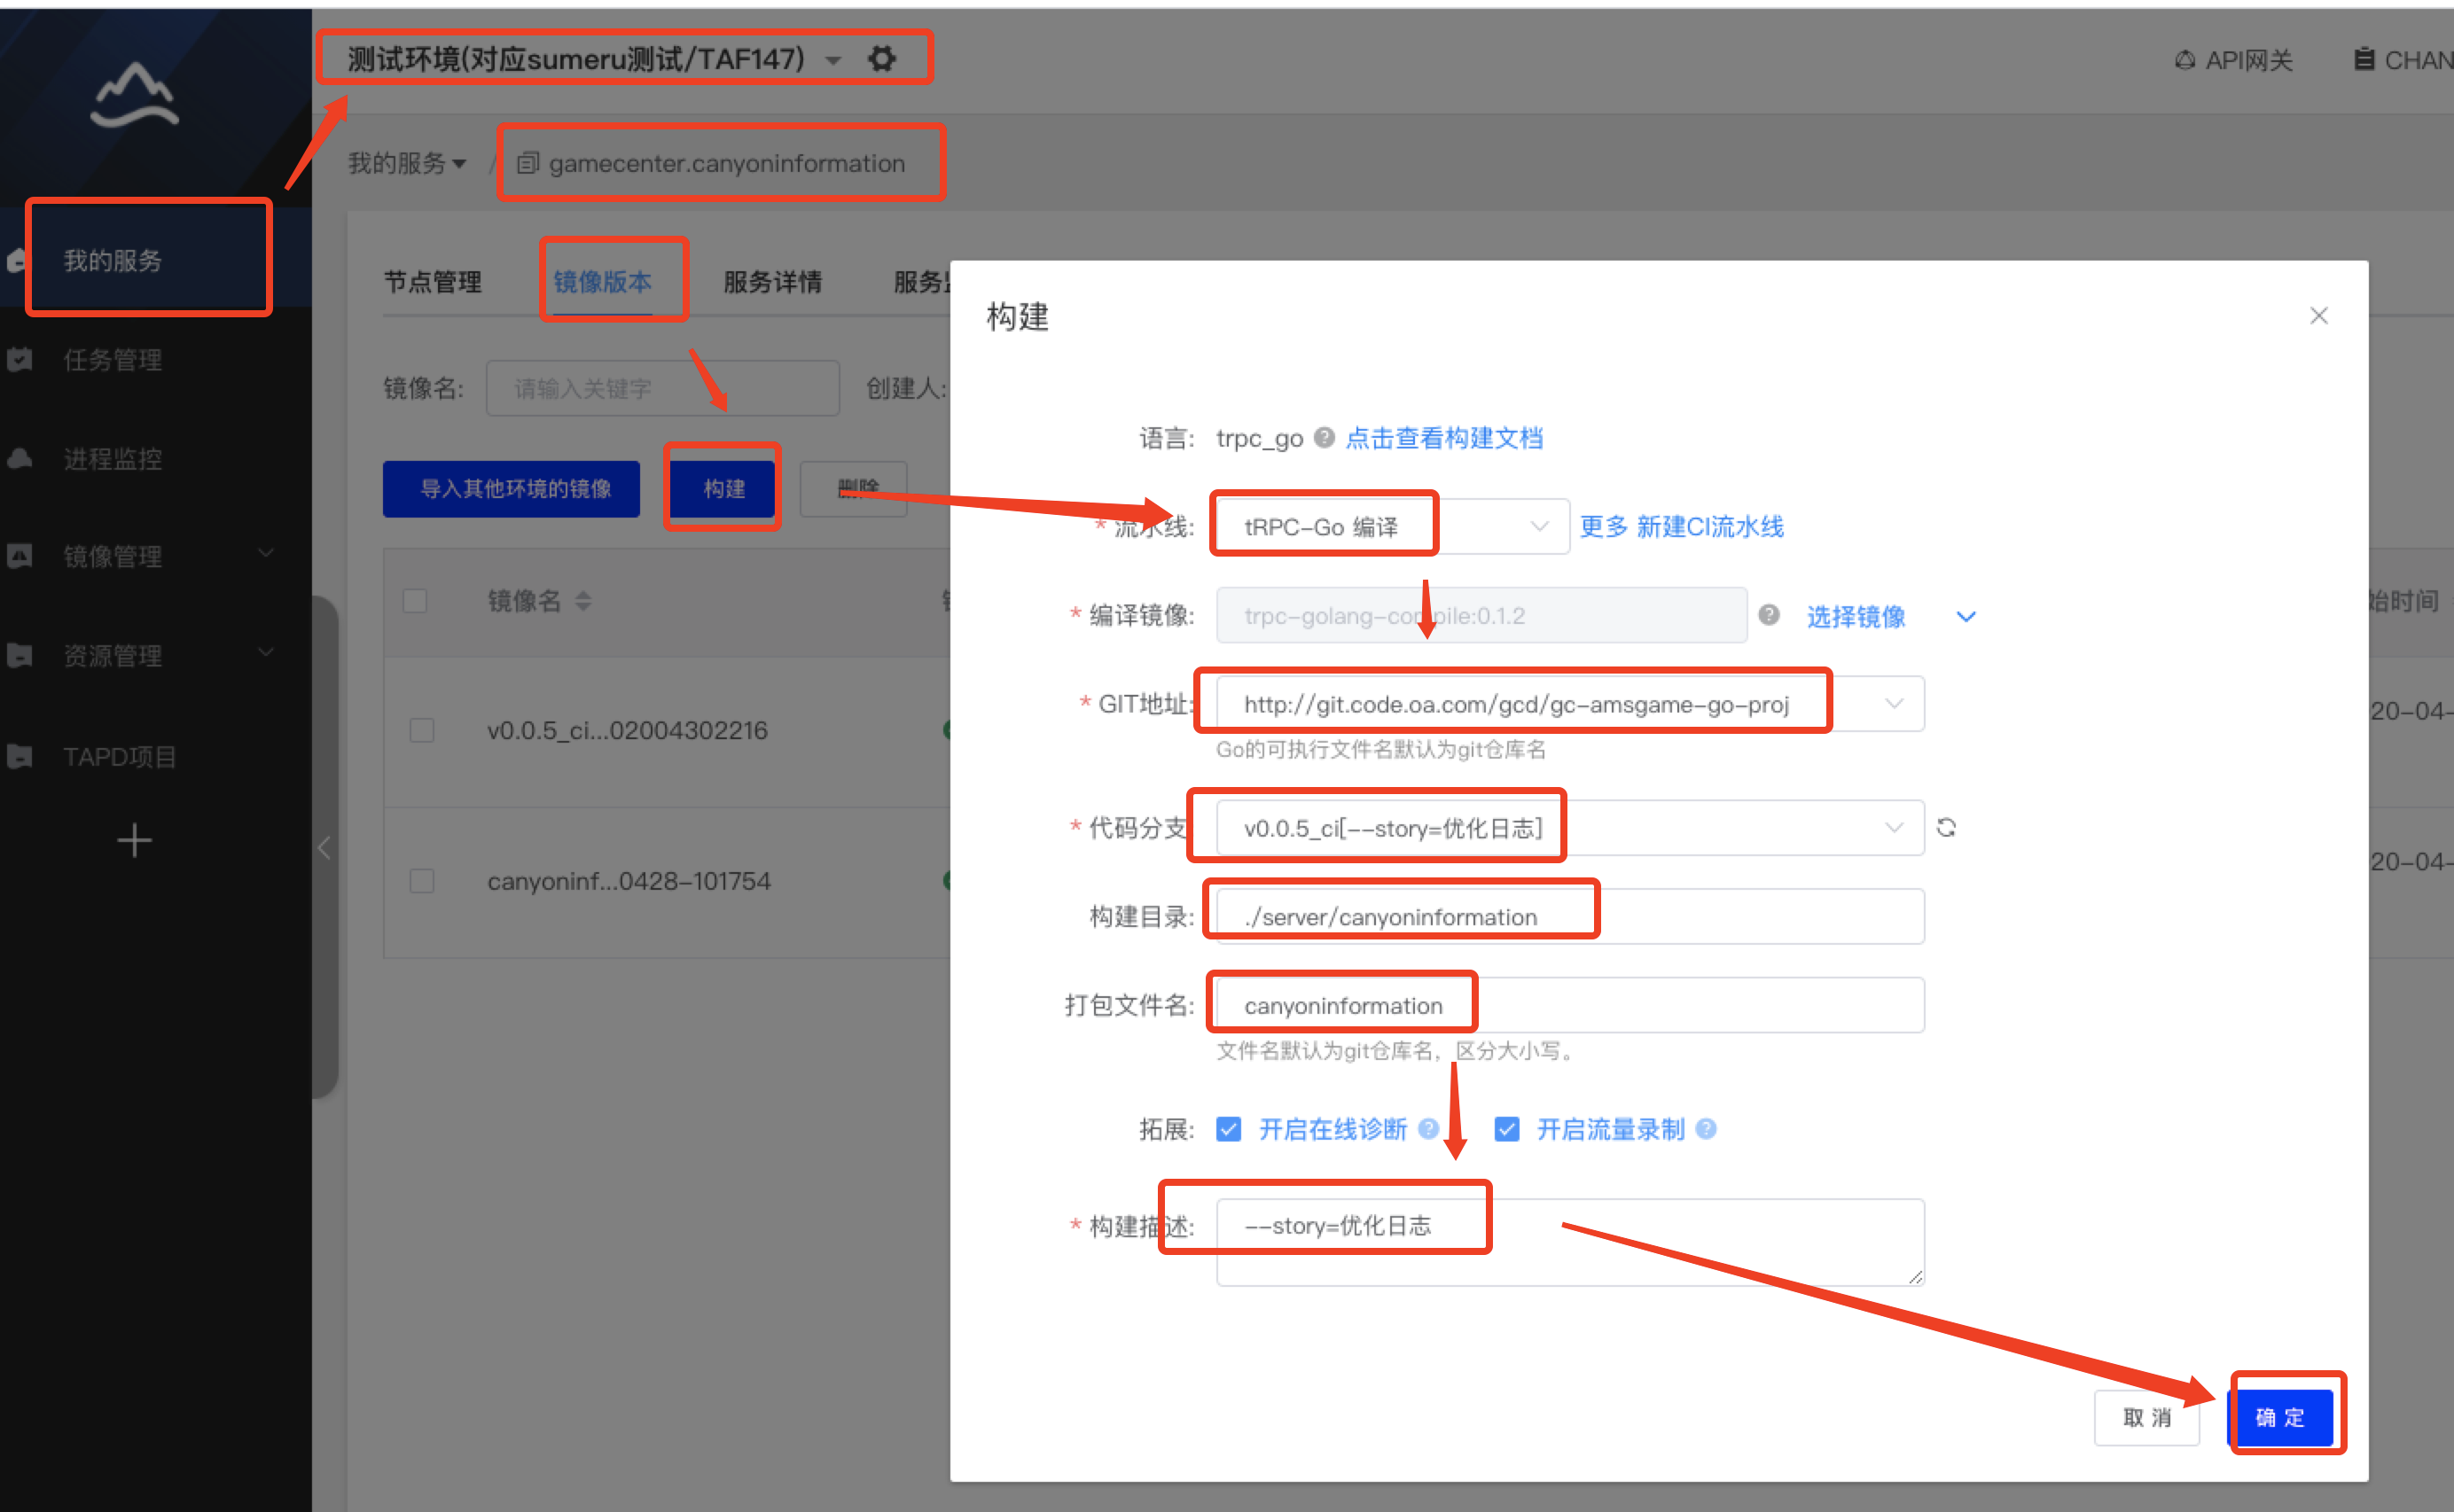 测试环境(对应sumeru测试/TAF147)
API网关
CHAN
我的服务 / gamecenter.canyoninformation
我的服务
任务管理
进程监控
镜像管理
资源管理
TAPD项目
节点管理
镜像版本
服务详情
服务
镜像名:
请输入关键字
创建人:
导入其他环境的镜像
构建
删除
镜像名
始时间
v0.0.5_ci...02004302216
20-04-
canyoninf...0428-101754
20-04-
构建
语言: trpc_go 点击查看构建文档
* 流水线: tRPC-Go 编译 更多 新建CI流水线
* 编译镜像: trpc-golang-compile:0.1.2 选择镜像
* GIT地址: http://git.code.oa.com/gcd/gc-amsgame-go-proj
Go的可执行文件名默认为git仓库名
* 代码分支 v0.0.5_ci[--story=优化日志]
构建目录: ./server/canyoninformation
打包文件名: canyoninformation
文件名默认为git仓库名，区分大小写。
拓展: 开启在线诊断 开启流量录制
* 构建描述: --story=优化日志
取 消
确 定